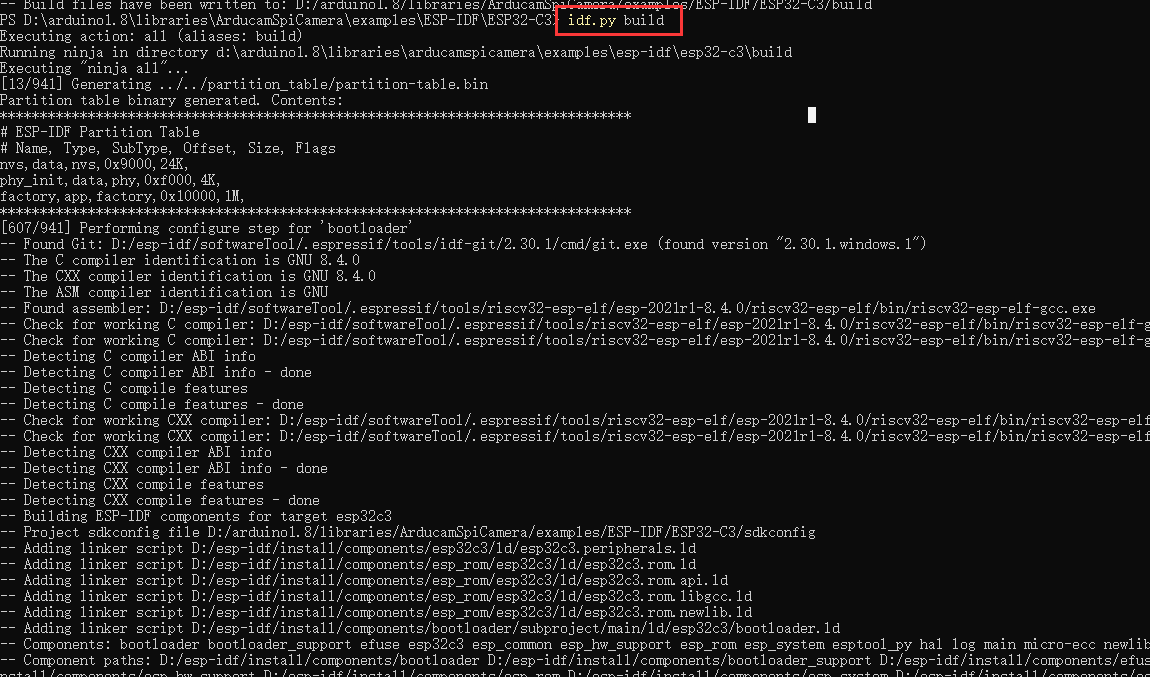 -- Build files have been written to: D:/arduino1.8/libraries/ArducamSpiCamera/examples/ESP-IDF/ESP32-C3/build
PS D:\arduino1.8\libraries\ArducamSpiCamera\examples\ESP-IDF\ESP32-C3> idf.py build
Executing action: all (aliases: build)
Running ninja in directory d:\arduino1.8\libraries\arducamspicamera\examples\esp-idf\esp32-c3\build
Executing "ninja all"...
[13/941] Generating ../../partition_table/partition-table.bin
Partition table binary generated. Contents:
*******************************************************************************
# ESP-IDF Partition Table
# Name, Type, SubType, Offset, Size, Flags
nvs,data,nvs,0x9000,24K,
phy_init,data,phy,0xf000,4K,
factory,app,factory,0x10000,1M,
*******************************************************************************
[607/941] Performing configure step for 'bootloader'
-- Found Git: D:/esp-idf/softwareTool/.espressif/tools/idf-git/2.30.1/cmd/git.exe (found version "2.30.1.windows.1")
-- The C compiler identification is GNU 8.4.0
-- The CXX compiler identification is GNU 8.4.0
-- The ASM compiler identification is GNU
-- Found assembler: D:/esp-idf/softwareTool/.espressif/tools/riscv32-esp-elf/esp-2021r1-8.4.0/riscv32-esp-elf/bin/riscv32-esp-elf-gcc.exe
-- Check for working C compiler: D:/esp-idf/softwareTool/.espressif/tools/riscv32-esp-elf/esp-2021r1-8.4.0/riscv32-esp-elf/bin/riscv32-esp-elf-g
-- Check for working C compiler: D:/esp-idf/softwareTool/.espressif/tools/riscv32-esp-elf/esp-2021r1-8.4.0/riscv32-esp-elf/bin/riscv32-esp-elf-g
-- Detecting C compiler ABI info
-- Detecting C compiler ABI info - done
-- Detecting C compile features
-- Detecting C compile features - done
-- Check for working CXX compiler: D:/esp-idf/softwareTool/.espressif/tools/riscv32-esp-elf/esp-2021r1-8.4.0/riscv32-esp-elf/bin/riscv32-esp-elf
-- Check for working CXX compiler: D:/esp-idf/softwareTool/.espressif/tools/riscv32-esp-elf/esp-2021r1-8.4.0/riscv32-esp-elf/bin/riscv32-esp-elf
-- Detecting CXX compiler ABI info
-- Detecting CXX compiler ABI info - done
-- Detecting CXX compile features
-- Detecting CXX compile features - done
-- Building ESP-IDF components for target esp32c3
-- Project sdkconfig file D:/arduino1.8/libraries/ArducamSpiCamera/examples/ESP-IDF/ESP32-C3/sdkconfig
-- Adding linker script D:/esp-idf/install/components/esp32c3/ld/esp32c3.peripherals.ld
-- Adding linker script D:/esp-idf/install/components/esp_rom/esp32c3/ld/esp32c3.rom.ld
-- Adding linker script D:/esp-idf/install/components/esp_rom/esp32c3/ld/esp32c3.rom.api.ld
-- Adding linker script D:/esp-idf/install/components/esp_rom/esp32c3/ld/esp32c3.rom.libgcc.ld
-- Adding linker script D:/esp-idf/install/components/esp_rom/esp32c3/ld/esp32c3.rom.newlib.ld
-- Adding linker script D:/esp-idf/install/components/bootloader/subproject/main/ld/esp32c3/bootloader.ld
-- Components: bootloader bootloader_support efuse esp32c3 esp_common esp_hw_support esp_rom esp_system esptool_py hal log main micro-ecc newlib
-- Component paths: D:/esp-idf/install/components/bootloader D:/esp-idf/install/components/bootloader_support D:/esp-idf/install/components/efus